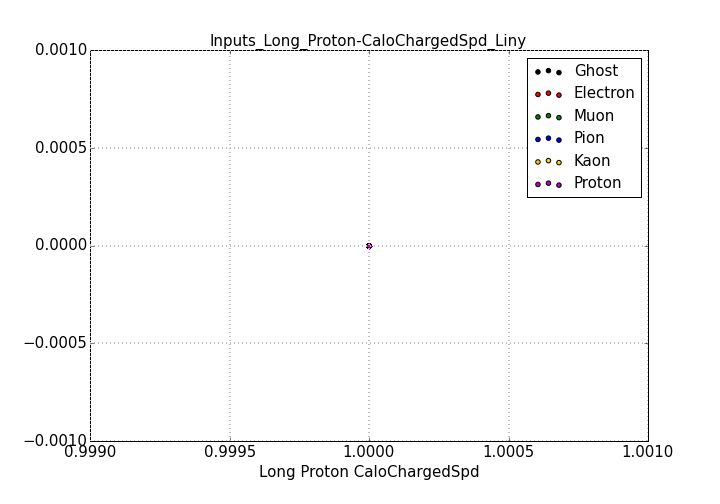 Inputs_Long_Proton-CaloChargedSpd_Liny
0.0010
0.0005
0.0000
−0.0005
−0.0010
Ghost
Electron
Muon
Pion
Kaon
Proton
0.9990 0.9995 1.0000 1.0005 1.0010
Long Proton CaloChargedSpd